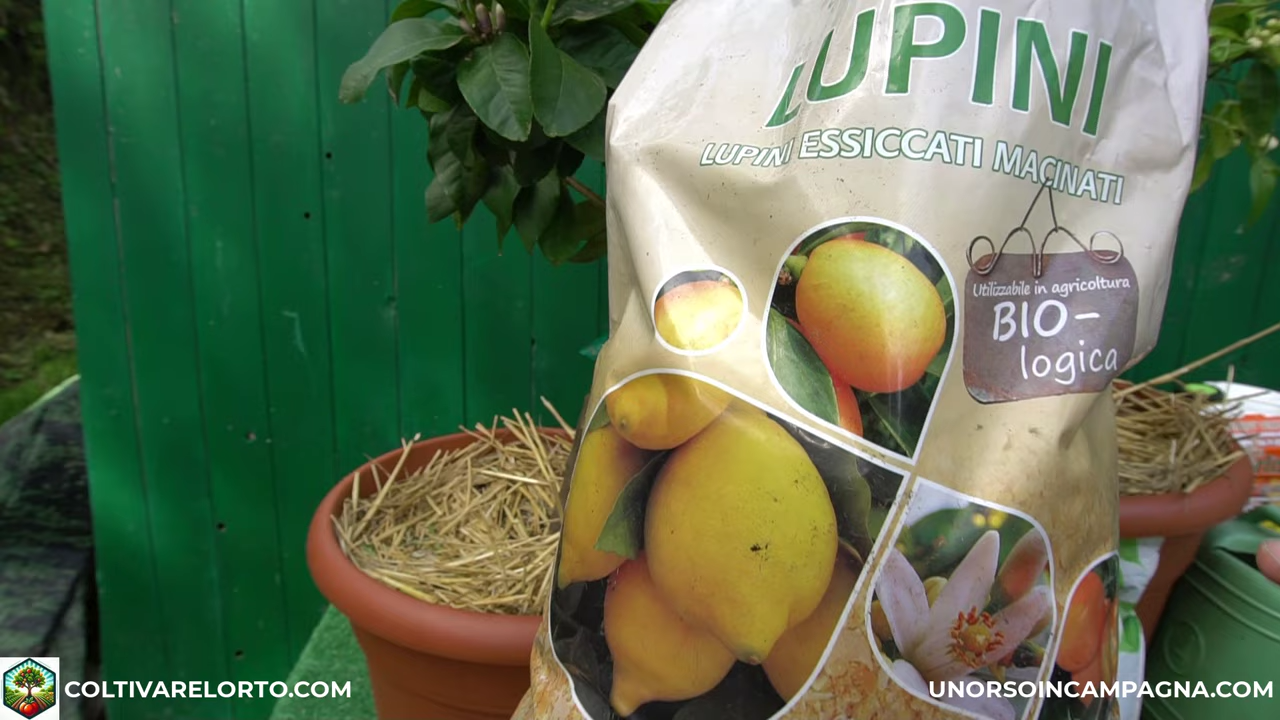 LUPINI
LUPINI ESSICCATI MACINATI
Utilizzabile in agricoltura
BIO-
logica
COLTIVARELORTO.COM
UNORSOINCAMPAGNA.COM